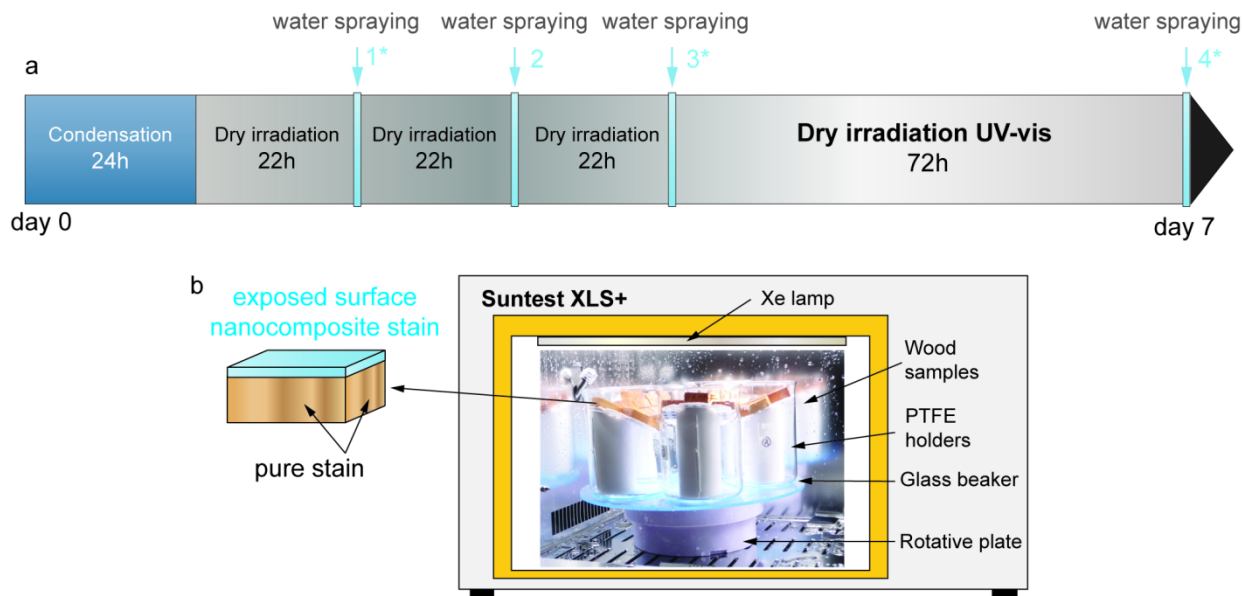 water spraying
water spraying
water spraying
water spraying
1*
2
3*
4*
a
Condensation
24h
Dry irradiation
22h
Dry irradiation
22h
Dry irradiation
22h
Dry irradiation UV-vis
72h
day 0
day 7
b
exposed surface
nanocomposite stain
pure stain
Suntest XLS+
Xe lamp
Wood
samples
PTFE
holders
Glass beaker
Rotative plate